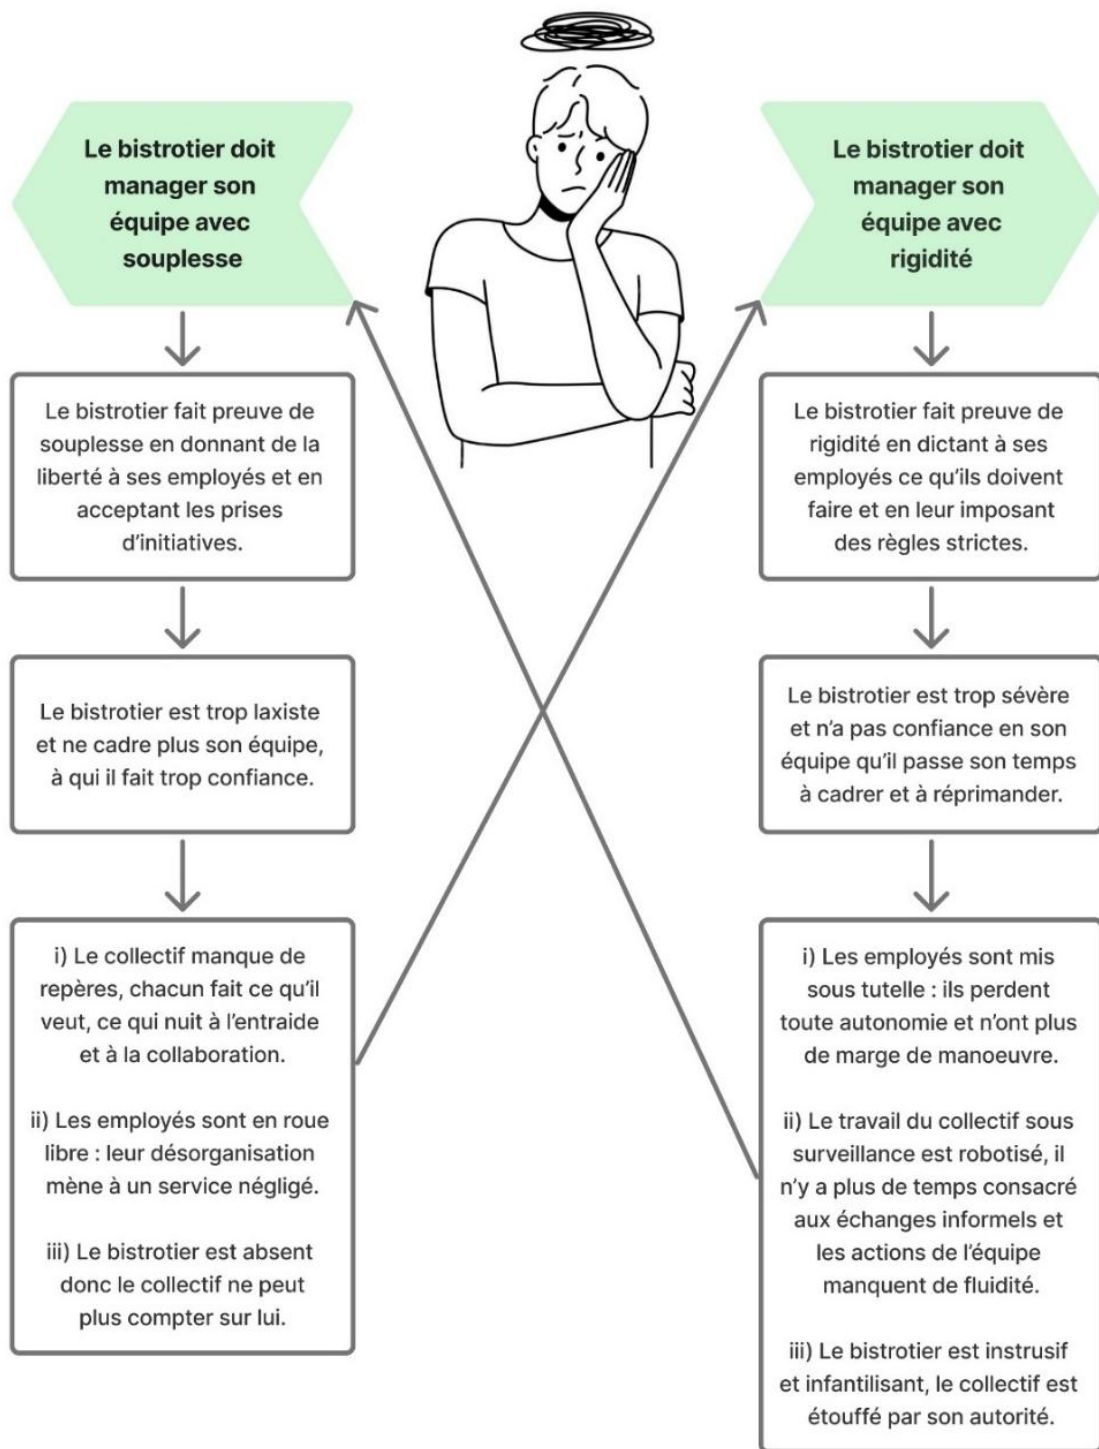 Le bistrotier doit
manager son
équipe avec
souplesse
Le bistrotier fait preuve de
souplesse en donnant de la
liberté à ses employés et en
acceptant les prises
d'initiatives.
Le bistrotier est trop laxiste
et ne cadre plus son équipe,
à qui il fait trop confiance.
i) Le collectif manque de
repères, chacun fait ce qu'il
veut, ce qui nuit à l'entraide
et à la collaboration.
ii) Les employés sont en roue
libre : leur désorganisation
mène à un service négligé.
iii) Le bistrotier est absent
donc le collectif ne peut
plus compter sur lui.
Le bistrotier doit
manager son
équipe avec
rigidité
Le bistrotier fait preuve de
rigidité en dictant à ses
employés ce qu'ils doivent
faire et en leur imposant
des règles strictes.
Le bistrotier est trop sévère
et n'a pas confiance en son
équipe qu'il passe son temps
à cadrer et à réprimander.
i) Les employés sont mis
sous tutelle : ils perdent
toute autonomie et n'ont plus
de marge de manoeuvre.
ii) Le travail du collectif sous
surveillance est robotisé, il
n'y a plus de temps consacré
aux échanges informels et
les actions de l'équipe
manquent de fluidité.
iii) Le bistrotier est instrusif
et infantilisant, le collectif est
étouffé par son autorité.